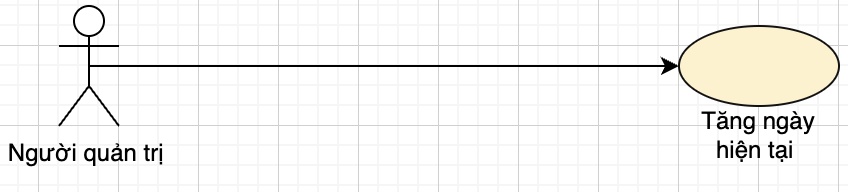 Người quản trị
Tăng ngày
hiện tại